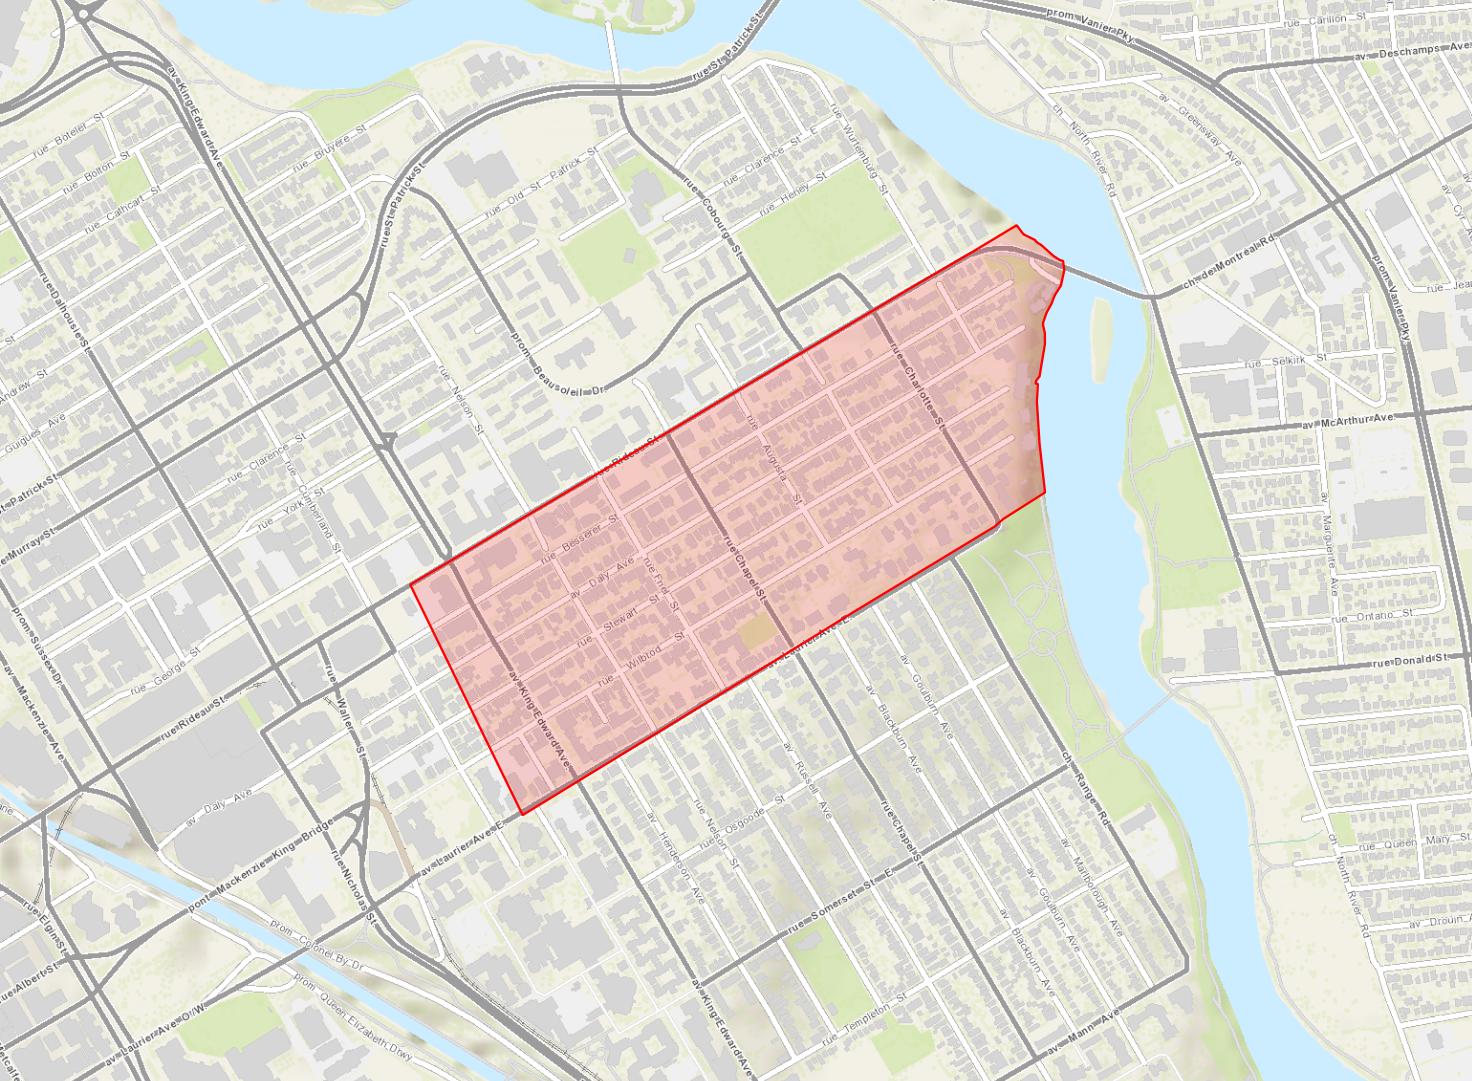 rue St. Patrick St
prom. Vanier Pky
rue Carillon St
av. Deschamps Ave
av. King Edward Ave
rue Boteler St
rue Bolton St
rue Bruyère St
rue Cathcart St
rue St. Patrick St
rue Old St Patrick St
rue Clarence St E
rue Wurtemburg St
rue Heney St
rue Cobourg St
ch. North River Rd
av. Greensway Ave
ch. de Montréal Rd
prom. Vanier Pky
rue Dalhousie St
Andrew St
Guigues Ave
St. Patrick St
Murray St
rue Clarence St
rue York St
rue Cumberland St
rue Nelson St
prom. Beausoleil Dr
rue Rideau St
rue Charlotte St
rue Augusta St
rue Selkirk St
av. McArthur Ave
av. Marguerite Ave
rue Besserer St
av. Daly Ave
rue Friel St
rue Chapel St
rue Stewart St
rue Wilbrod St
av. Laurier Ave E
av. King Edward Ave
prom. Sussex Dr
av. Mackenzie Ave
rue George St
rue Rideau St
rue Waller St
av. Daly Ave
pont Mackenzie King Bridge
rue Nicholas St
av. Laurier Ave E
rue Ontario St
rue Donald St
av. Goulburn Ave
av. Blackburn Ave
av. Russell Ave
rue Osgoode St
rue Nelson St
av. Henderson Ave
rue Chapel St
rue Somerset St E
ch. Range Rd
av. Marlborough Ave
av. Goulburn Ave
av. Blackburn Ave
rue Queen Mary St
ch. North River Rd
av. Drouin A
rue Elgin St
rue Albert St
av. Laurier Ave O/W
prom. Colonel By Dr
prom. Queen Elizabeth Drwy
av. King Edward Ave
rue Templeton St
av. Mann Ave
Metcalfe